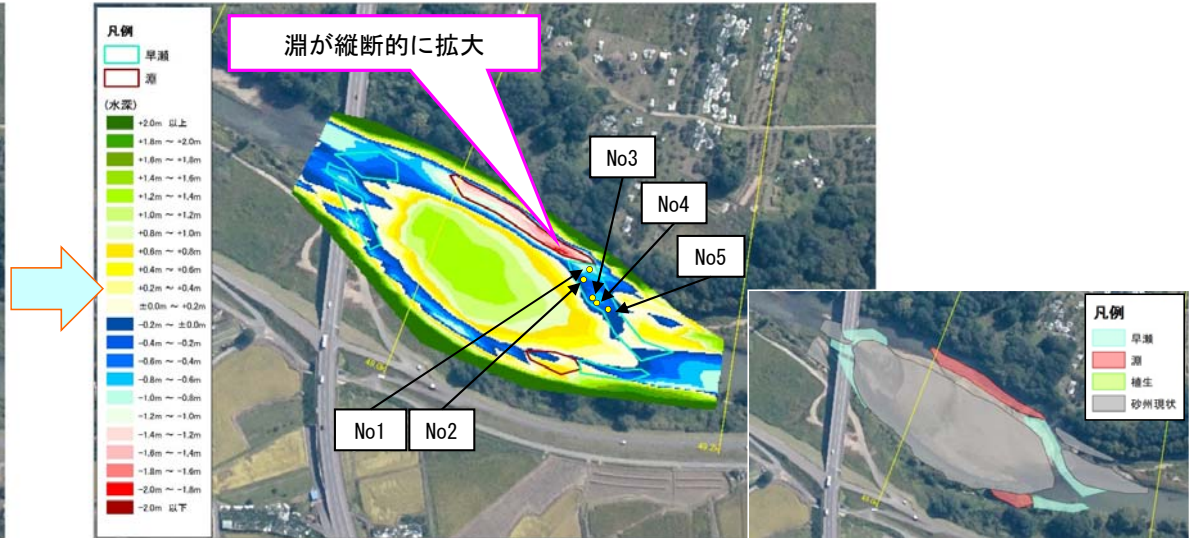 凡例
早瀬
淵
(水深)
+2.0m 以上
+1.8m ～ +2.0m
+1.6m ～ +1.8m
+1.4m ～ +1.6m
+1.2m ～ +1.4m
+1.0m ～ +1.2m
+0.8m ～ +1.0m
+0.6m ～ +0.8m
+0.4m ～ +0.6m
+0.2m ～ +0.4m
±0.0m ～ +0.2m
-0.2m ～ ±0.0m
-0.4m ～ -0.2m
-0.6m ～ -0.4m
-0.8m ～ -0.6m
-1.0m ～ -0.8m
-1.2m ～ -1.0m
-1.4m ～ -1.2m
-1.6m ～ -1.4m
-1.8m ～ -1.6m
-2.0m ～ -1.8m
-2.0m 以下
淵が縦断的に拡大
No3
No4
No5
No1
No2
49.0k
49.2k
凡例
早瀬
淵
植生
砂州現状
49.0k